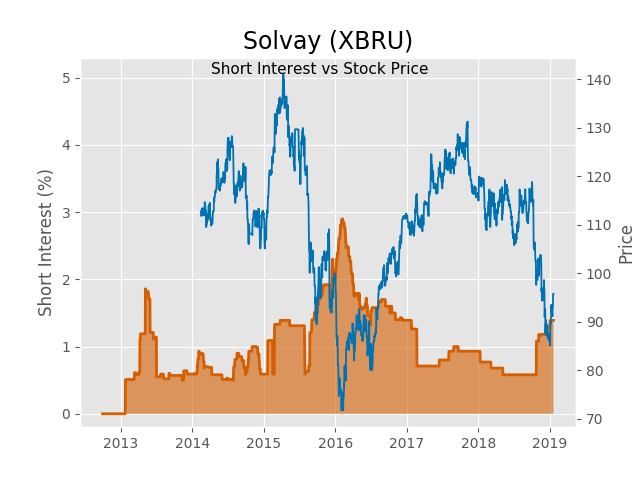 Solvay (XBRU)
Short Interest vs Stock Price
Short Interest (%)
5
4
3
2
1
0
140
130
120
110
100
90
80
70
Price
2013 2014 2015 2016 2017 2018 2019